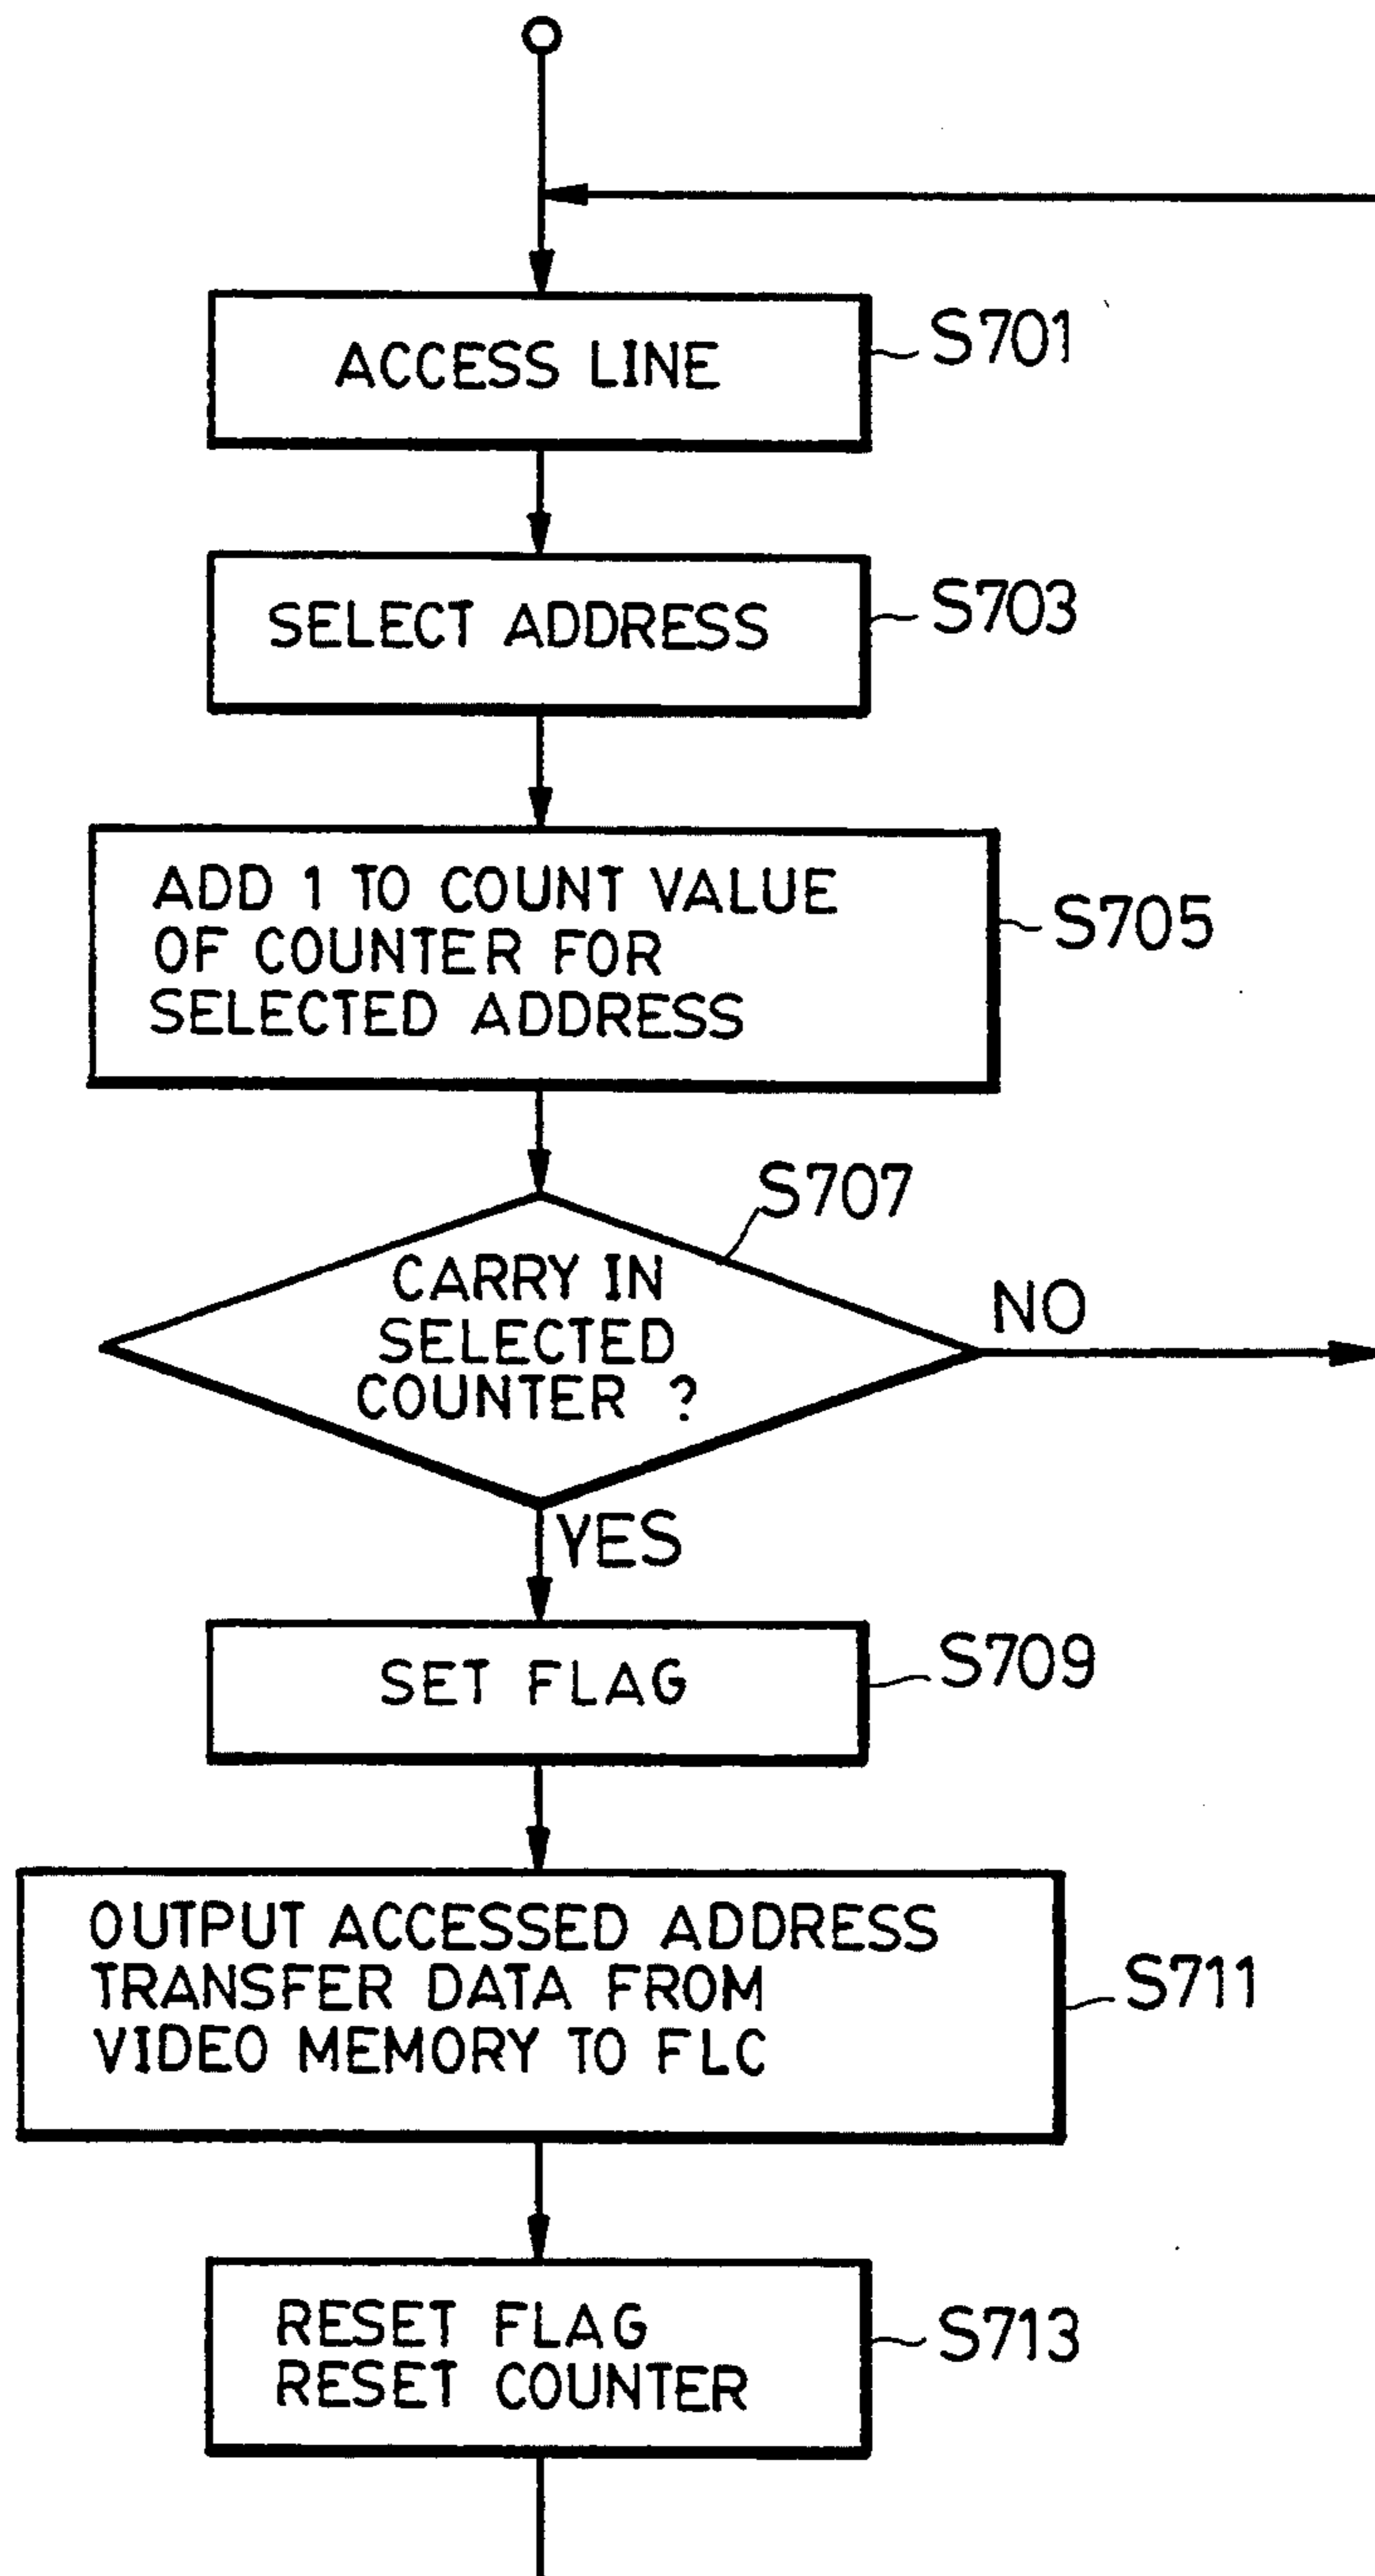 ACCESS LINE
S701
SELECT ADDRESS
S703
ADD 1 TO COUNT VALUE
OF COUNTER FOR
SELECTED ADDRESS
S705
S707
CARRY IN
SELECTED
COUNTER ?
NO
YES
SET FLAG
S709
OUTPUT ACCESSED ADDRESS
TRANSFER DATA FROM
VIDEO MEMORY TO FLC
S711
RESET FLAG
RESET COUNTER
S713